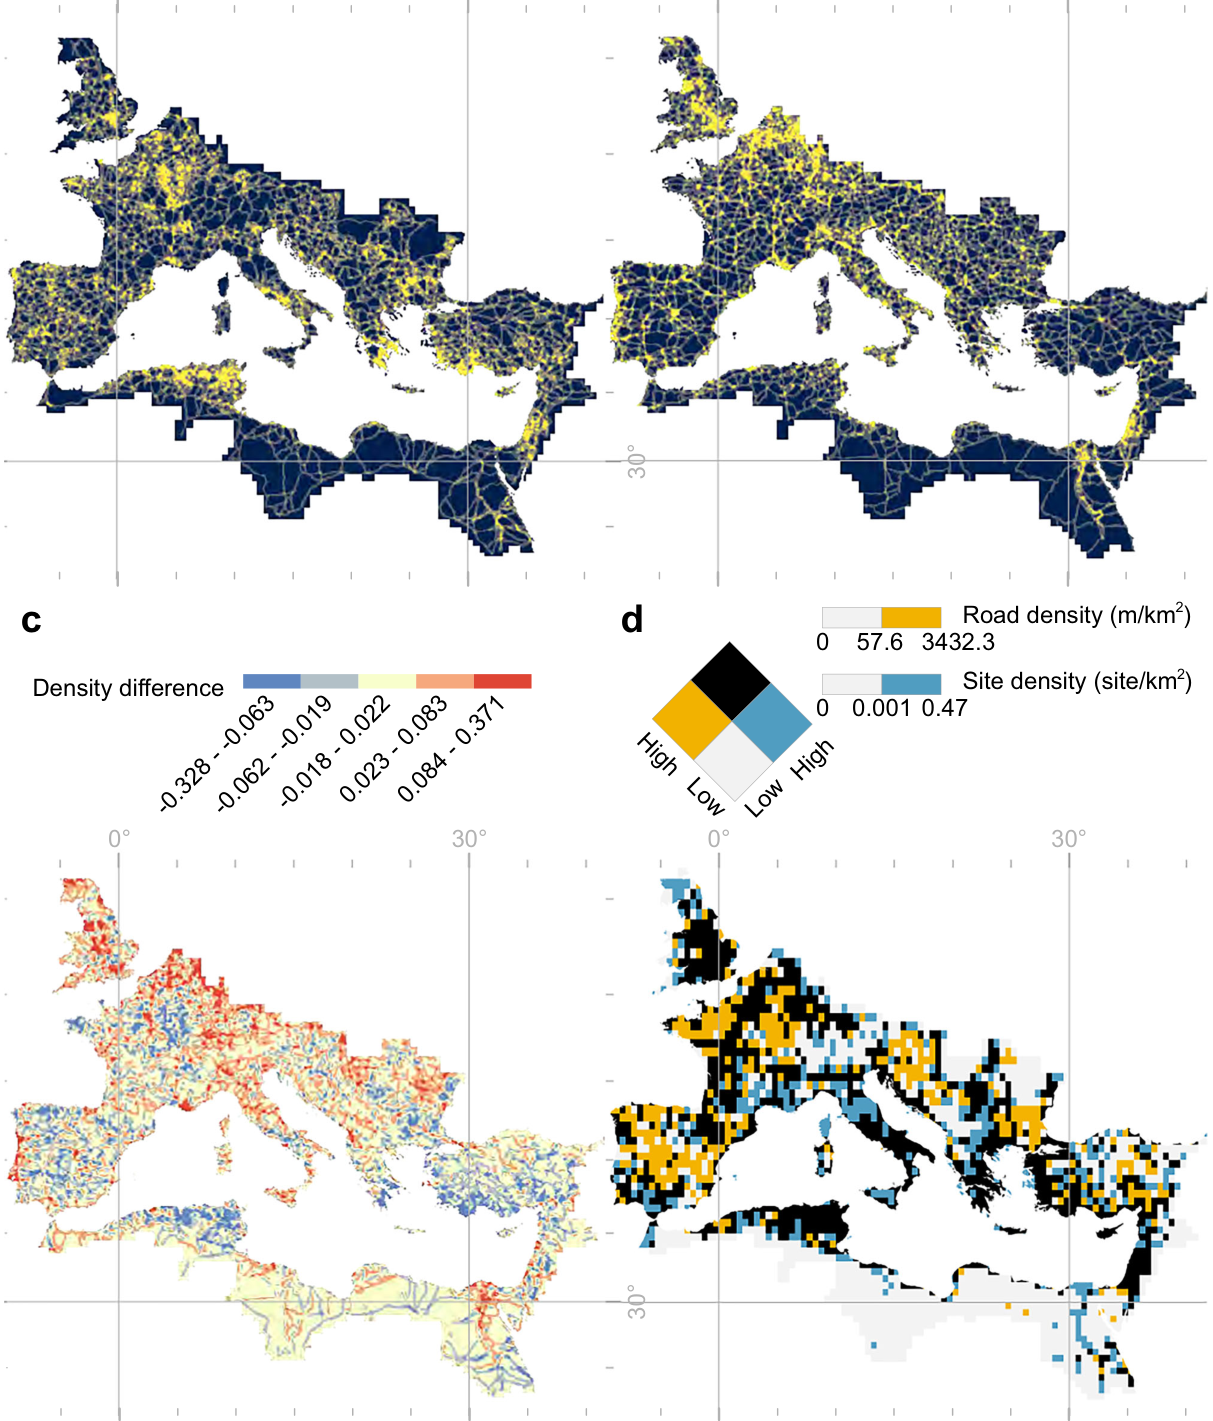 30°
c
d
Road density (m/km²)
0 57.6 3432.3
Density difference
Site density (site/km²)
0 0.001 0.47
-0.328 - -0.063
-0.062 - -0.019
-0.018 - 0.022
0.023 - 0.083
0.084 - 0.371
High
Low
Low
High
0°
30°
0°
30°
30°